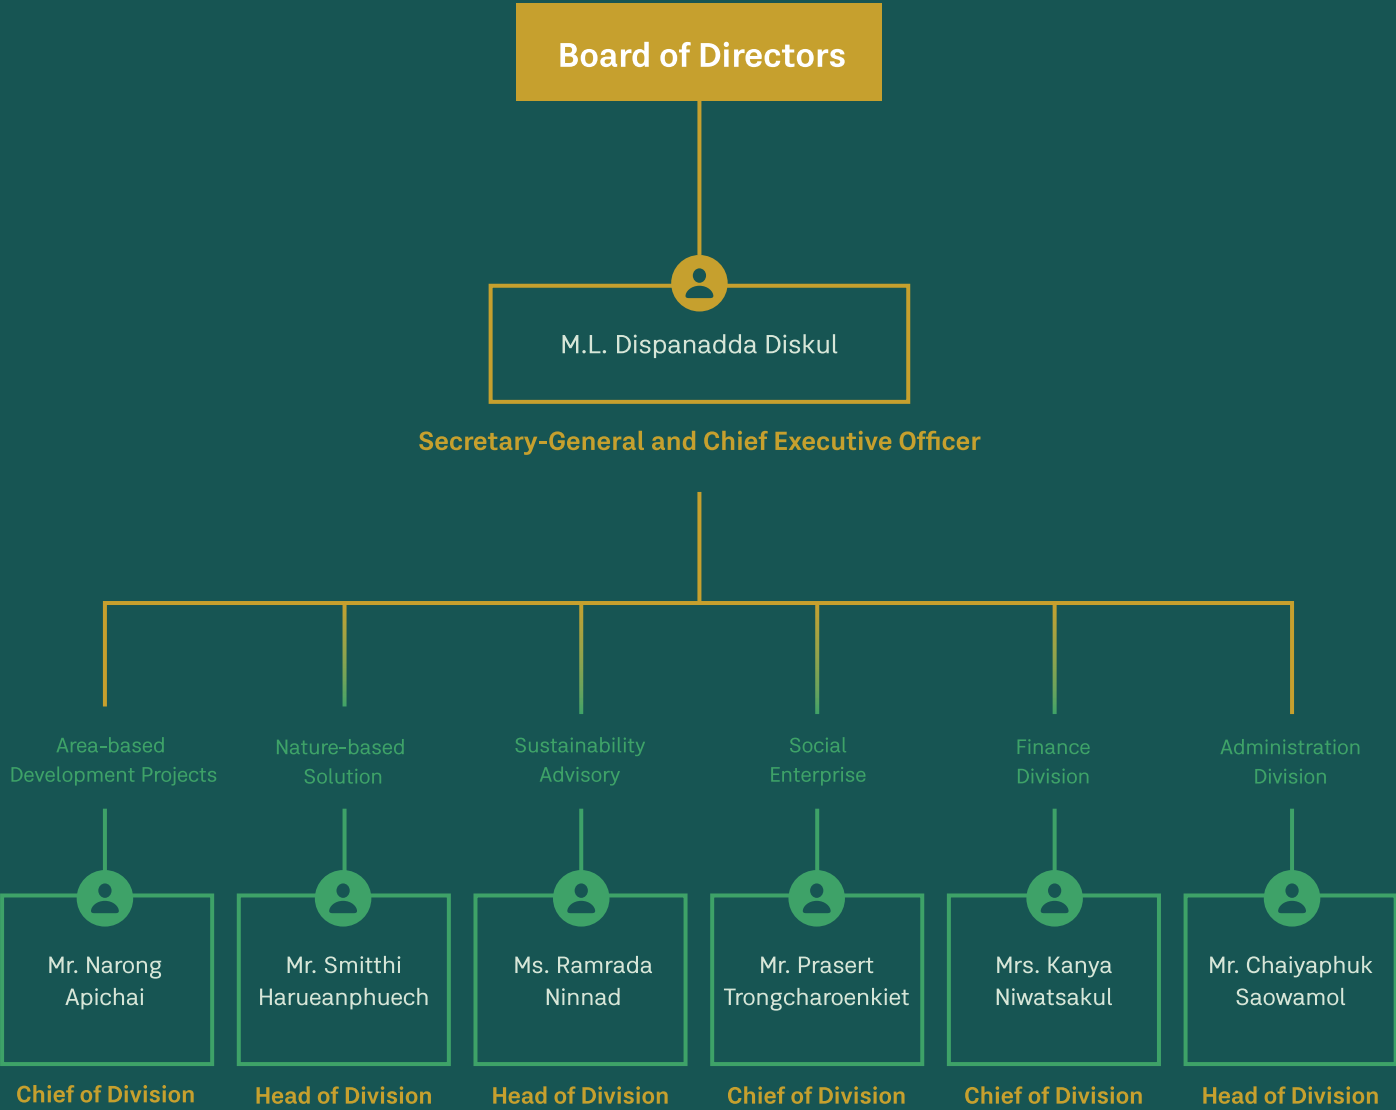 Board of Directors
M.L. Dispanadda Diskul
Secretary-General and Chief Executive Officer
Area-based
Development Projects
Nature-based
Solution
Sustainability
Advisory
Social
Enterprise
Finance
Division
Administration
Division
Mr. Narong
Apichai
Mr. Smitthi
Harueanphuech
Ms. Ramrada
Ninnad
Mr. Prasert
Trongcharoenkiet
Mrs. Kanya
Niwatsakul
Mr. Chaiyaphuk
Saowamol
Chief of Division
Head of Division
Head of Division
Chief of Division
Chief of Division
Head of Division